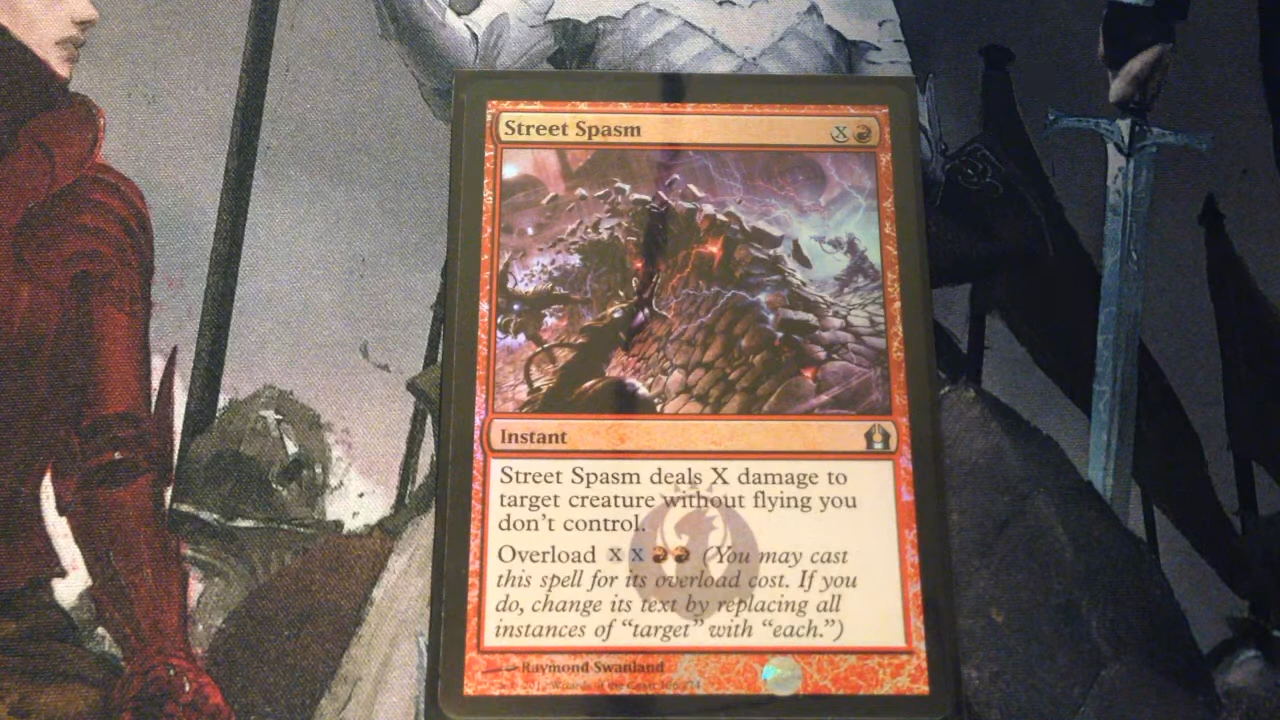 Street Spasm X
Instant
Street Spasm deals X damage to
target creature without flying you
don't control.
Overload X X (You may cast
this spell for its overload cost. If you
do, change its text by replacing all
instances of “target” with “each.”)
Raymond Swanland